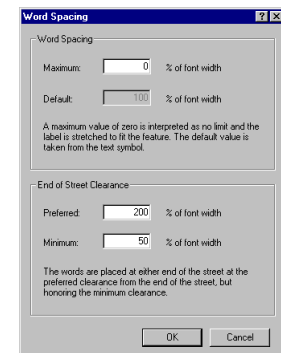 Word Spacing
Word Spacing
Maximum: 0 % of font width
Default: 100 % of font width
A maximum value of zero is interpreted as no limit and the
label is stretched to fit the feature. The default value is
taken from the text symbol.
End of Street Clearance
Preferred: 200 % of font width
Minimum: 50 % of font width
The words are placed at either end of the street at the
preferred clearance from the end of the street, but
honoring the minimum clearance.
OK Cancel